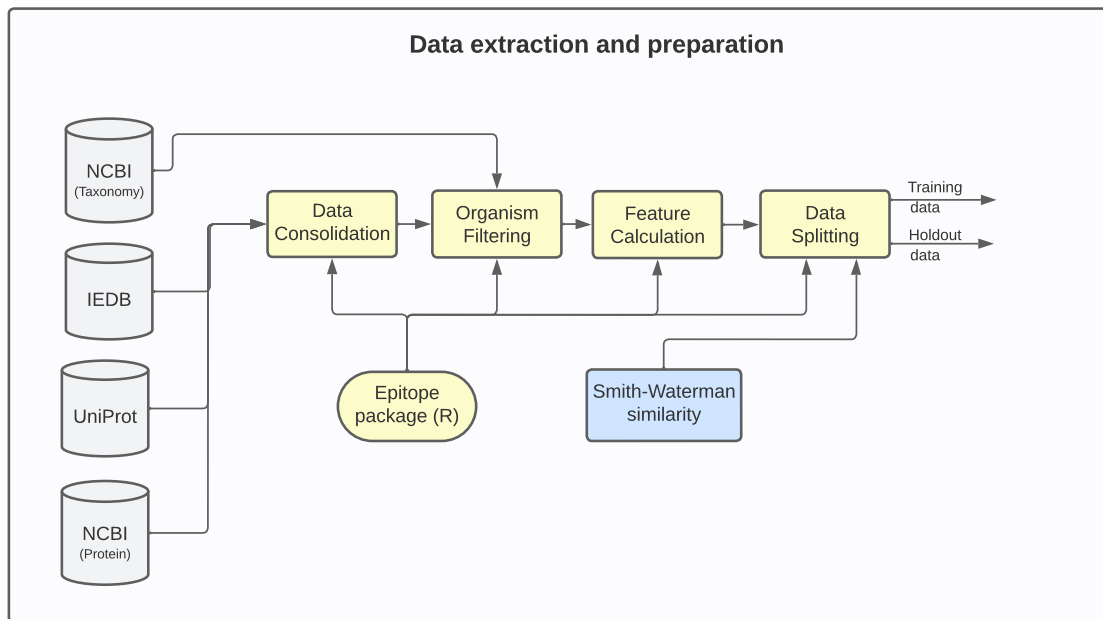 Data extraction and preparation
NCBI
(Taxonomy)
IEDB
UniProt
NCBI
(Protein)
Data
Consolidation
Organism
Filtering
Feature
Calculation
Data
Splitting
Training
data
Holdout
data
Epitope
package (R)
Smith-Waterman
similarity